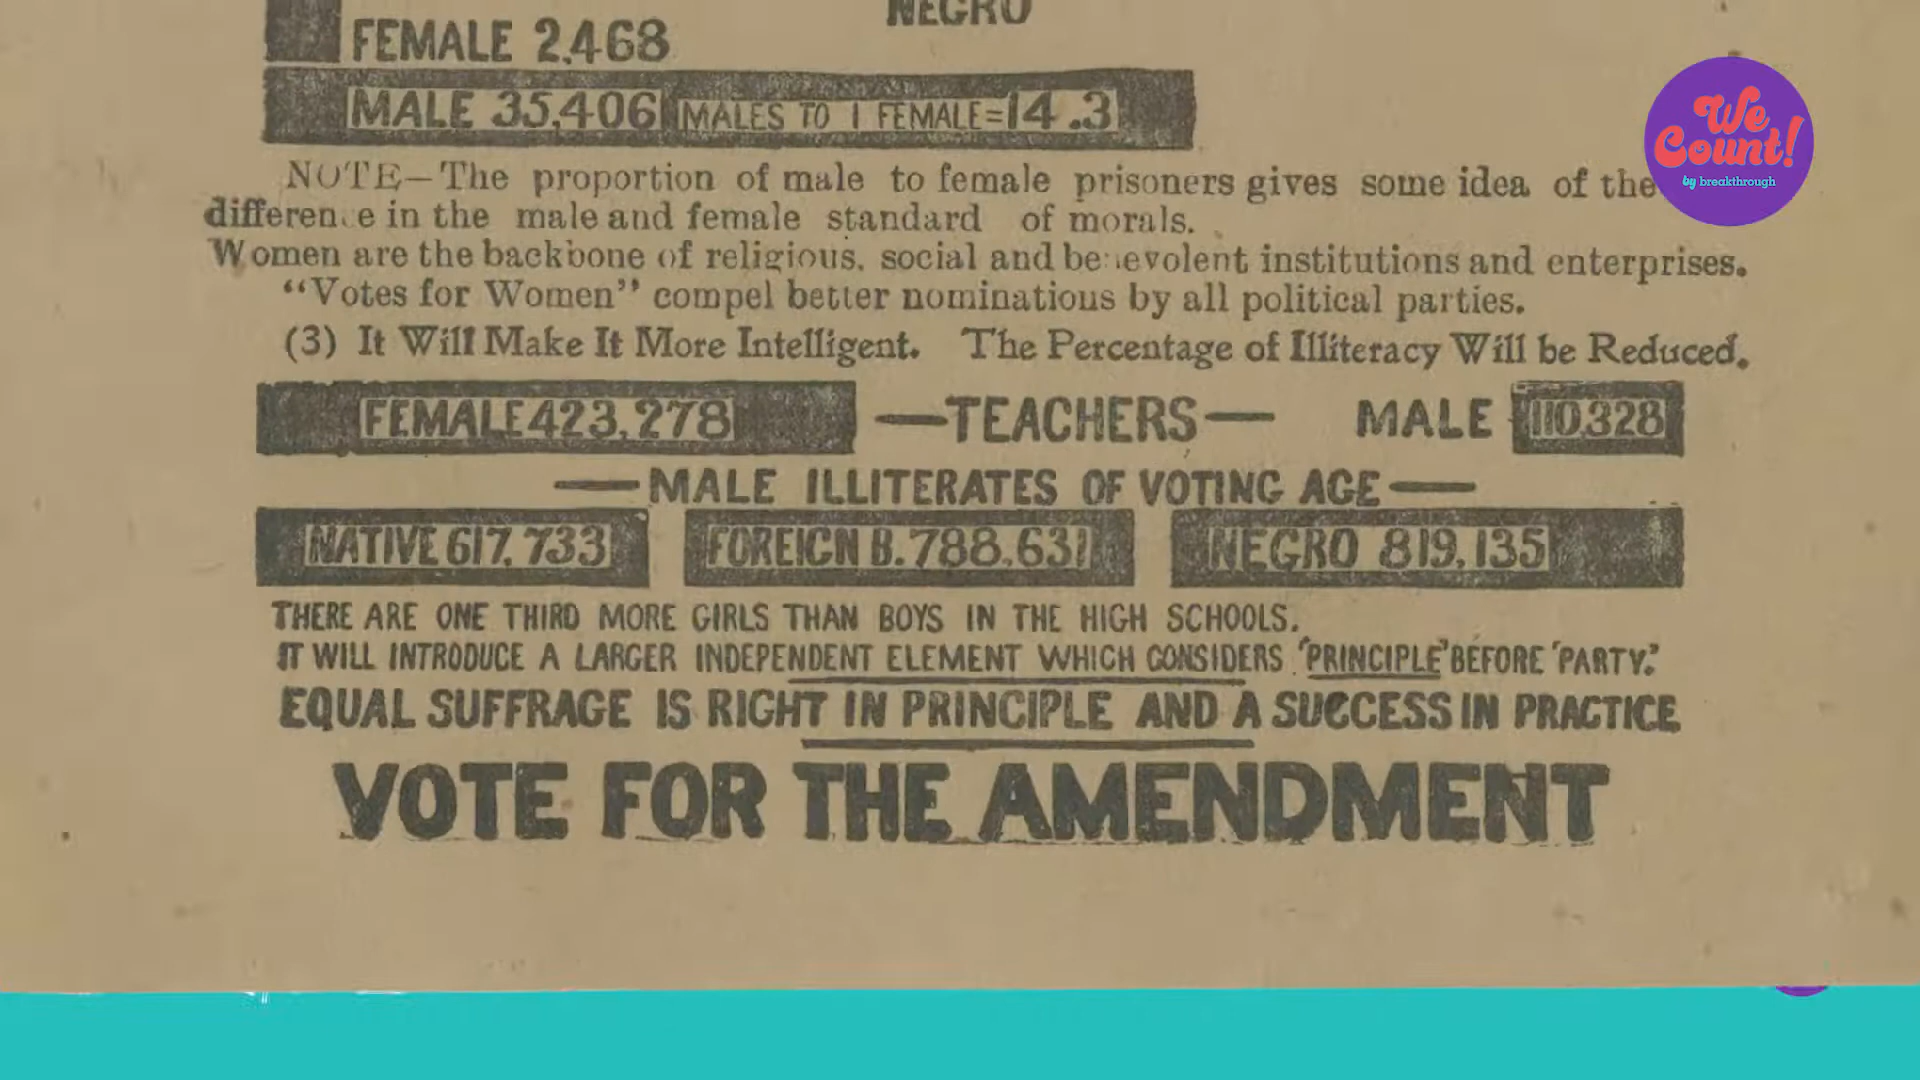 NEGRO
FEMALE 2,468
MALE 35,406 MALES TO 1 FEMALE=14.3
We
Count!
by breakthrough
NOTE—The proportion of male to female prisoners gives some idea of the
difference in the male and female standard of morals.
Women are the backbone of religious, social and benevolent institutions and enterprises.
"Votes for Women" compel better nominations by all political parties.
(3) It Will Make It More Intelligent. The Percentage of Illiteracy Will be Reduced.
FEMALE 423,278 —TEACHERS— MALE 110,328
—MALE ILLITERATES OF VOTING AGE—
NATIVE 617,733 FOREIGN B. 788,631 NEGRO 819,135
THERE ARE ONE THIRD MORE GIRLS THAN BOYS IN THE HIGH SCHOOLS.
IT WILL INTRODUCE A LARGER INDEPENDENT ELEMENT WHICH CONSIDERS "PRINCIPLE" BEFORE "PARTY."
EQUAL SUFFRAGE IS RIGHT IN PRINCIPLE AND A SUCCESS IN PRACTICE
VOTE FOR THE AMENDMENT